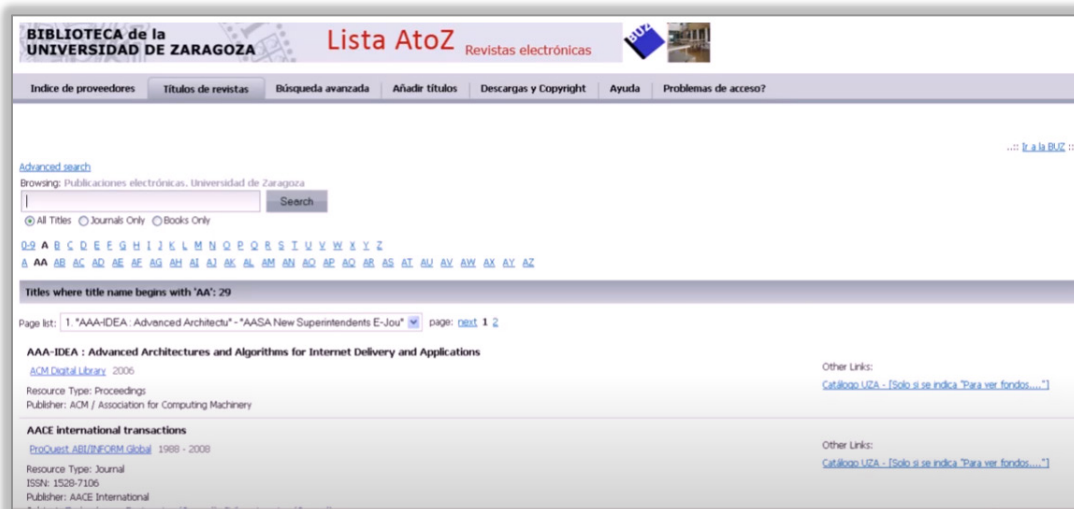 BIBLIOTECA de la
UNIVERSIDAD DE ZARAGOZA
Lista AtoZ Revistas electrónicas
BUZ
Indice de proveedores Títulos de revistas Búsqueda avanzada Añadir títulos Descargas y Copyright Ayuda Problemas de acceso?
..:: Ir a la BUZ ::
Advanced search
Browsing: Publicaciones electrónicas. Universidad de Zaragoza
Search
All Titles Journals Only Books Only
0-9 A B C D E F G H I J K L M N O P Q R S T U V W X Y Z
A AA AB AC AD AE AF AG AH AI AJ AK AL AM AN AO AP AQ AR AS AT AU AV AW AX AY AZ
Titles where title name begins with 'AA': 29
Page list: 1. "AAA-IDEA : Advanced Architectu" - "AASA New Superintendents E-Jou" page: next 1 2
AAA-IDEA : Advanced Architectures and Algorithms for Internet Delivery and Applications
ACM Digital Library 2006
Other Links:
Catálogo UZA - [Solo si se indica "Para ver fondos...."]
Resource Type: Proceedings
Publisher: ACM / Association for Computing Machinery
AACE international transactions
ProQuest ABI/INFORM Global 1988 - 2008
Other Links:
Catálogo UZA - [Solo si se indica "Para ver fondos...."]
Resource Type: Journal
ISSN: 1528-7106
Publisher: AACE International